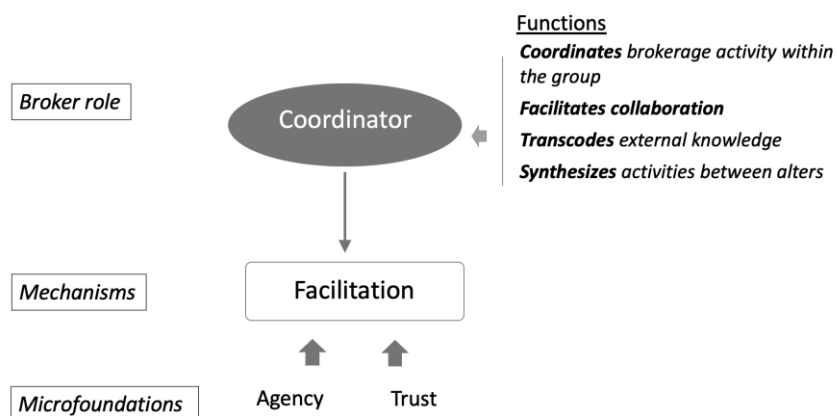 Functions
Coordinates brokerage activity within
the group
Broker role
Coordinator
Facilitates collaboration
Transcodes external knowledge
Synthesizes activities between alters
Mechanisms
Facilitation
Microfoundations
Agency
Trust